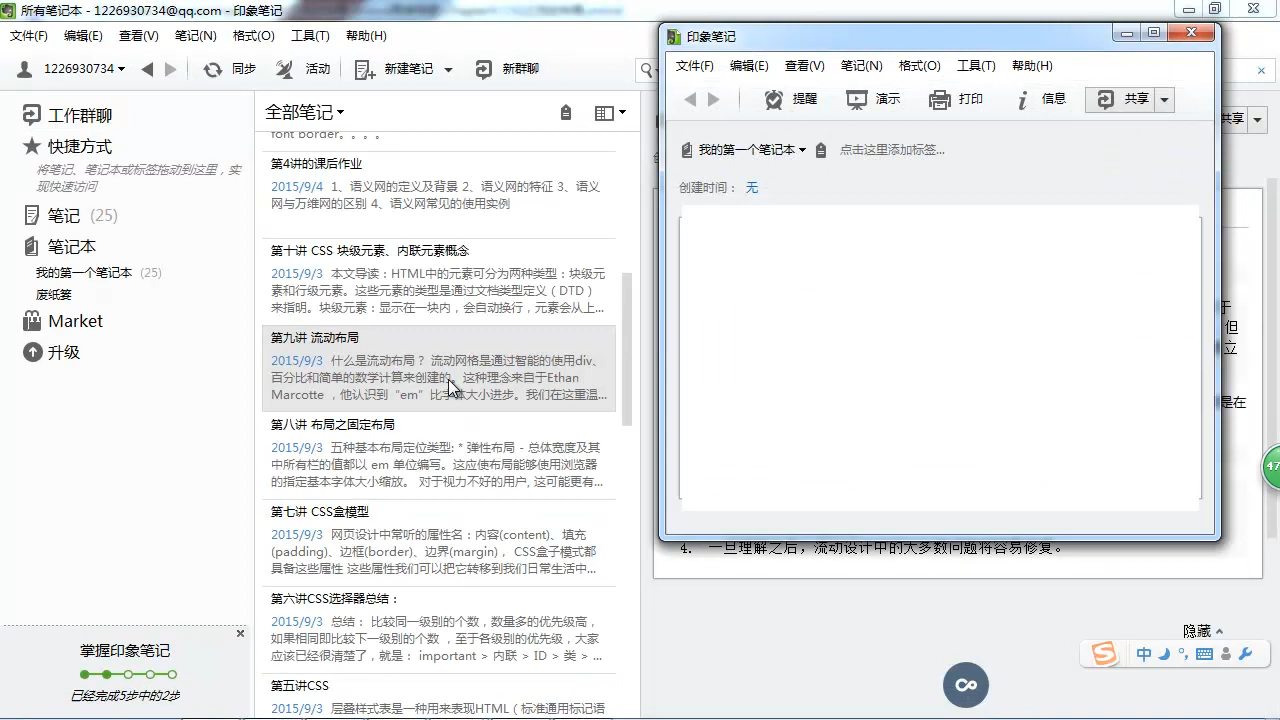 所有笔记本 - 1226930734@qq.com - 印象笔记
文件(F) 编辑(E) 查看(V) 笔记(N) 格式(O) 工具(T) 帮助(H)
1226930734 同步 活动 新建笔记 新群聊
工作群聊
快捷方式
将笔记、笔记本或标签拖动到这里，实
现快速访问
笔记 (25)
笔记本
我的第一个笔记本 (25)
废纸篓
Market
升级
掌握印象笔记
已经完成5步中的2步
全部笔记
font border。。。。
第4讲的课后作业
2015/9/4 1、语义网的定义及背景 2、语义网的特征 3、语义
网与万维网的区别 4、语义网常见的使用实例
第十讲 CSS 块级元素、内联元素概念
2015/9/3 本文导读：HTML中的元素可分为两种类型：块级元
素和行级元素。这些元素的类型是通过文档类型定义（DTD）
来指明。块级元素：显示在一块内，会自动换行，元素会从上...
第九讲 流动布局
2015/9/3 什么是流动布局？ 流动网格是通过智能的使用div、
百分比和简单的数学计算来创建的。这种理念来自于Ethan
Marcotte ，他认识到 “em” 比字体大小进步。我们在这重温...
第八讲 布局之固定布局
2015/9/3 五种基本布局定位类型: * 弹性布局 - 总体宽度及其
中所有栏的值都以 em 单位编写。这应使布局能够使用浏览器
的指定基本字体大小缩放。 对于视力不好的用户, 这可能更有...
第七讲 CSS盒模型
2015/9/3 网页设计中常听的属性名：内容(content)、填充
(padding)、边框(border)、边界(margin)， CSS盒子模式都
具备这些属性 这些属性我们可以把它转移到我们日常生活中...
第六讲CSS选择器总结：
2015/9/3 总结： 比较同一级别的个数，数量多的优先级高，
如果相同即比较下一级别的个数 ，至于各级别的优先级，大家
应该已经很清楚了，就是： important > 内联 > ID > 类 > ...
第五讲CSS
2015/9/3 层叠样式表是一种用来表现HTML（标准通用标记语
印象笔记
文件(F) 编辑(E) 查看(V) 笔记(N) 格式(O) 工具(T) 帮助(H)
提醒 演示 打印 信息 共享
我的第一个笔记本 点击这里添加标签...
创建时间： 无
共享
于
但
立
是在
47
4. 一旦理解之后，流动设计中的大多数问题将容易修复。
隐藏
中